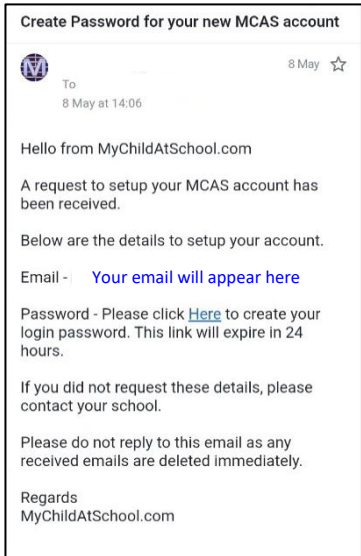 Create Password for your new MCAS account
M
8 May
To
8 May at 14:06
Hello from MyChildAtSchool.com
A request to setup your MCAS account has
been received.
Below are the details to setup your account.
Email - Your email will appear here
Password - Please click Here to create your
login password. This link will expire in 24
hours.
If you did not request these details, please
contact your school.
Please do not reply to this email as any
received emails are deleted immediately.
Regards
MyChildAtSchool.com